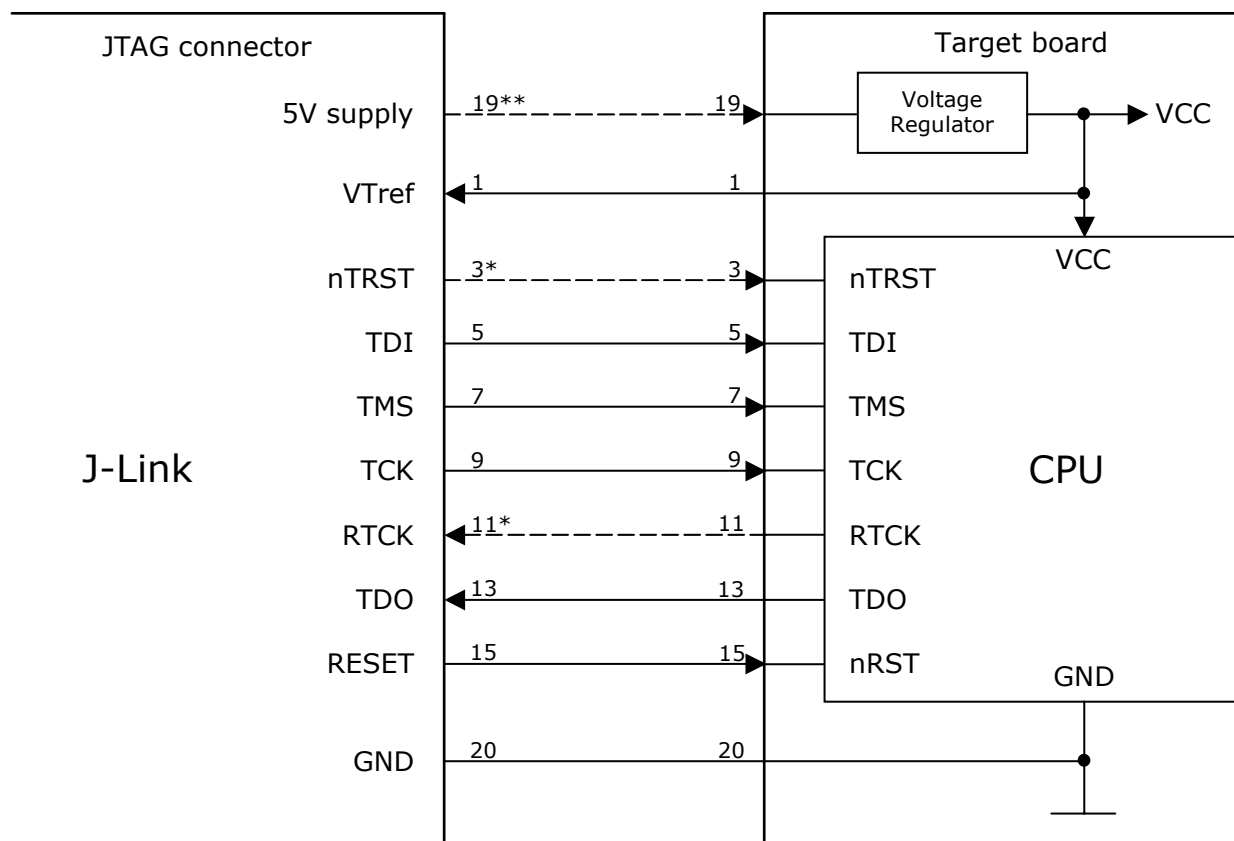 JTAG connector
Target board
5V supply
19**
19
Voltage
Regulator
VCC
VTref
1
1
VCC
nTRST
3*
3
nTRST
TDI
5
5
TDI
TMS
7
7
TMS
J-Link
TCK
9
9
TCK
CPU
RTCK
11*
11
RTCK
TDO
13
13
TDO
RESET
15
15
nRST
GND
GND
20
20